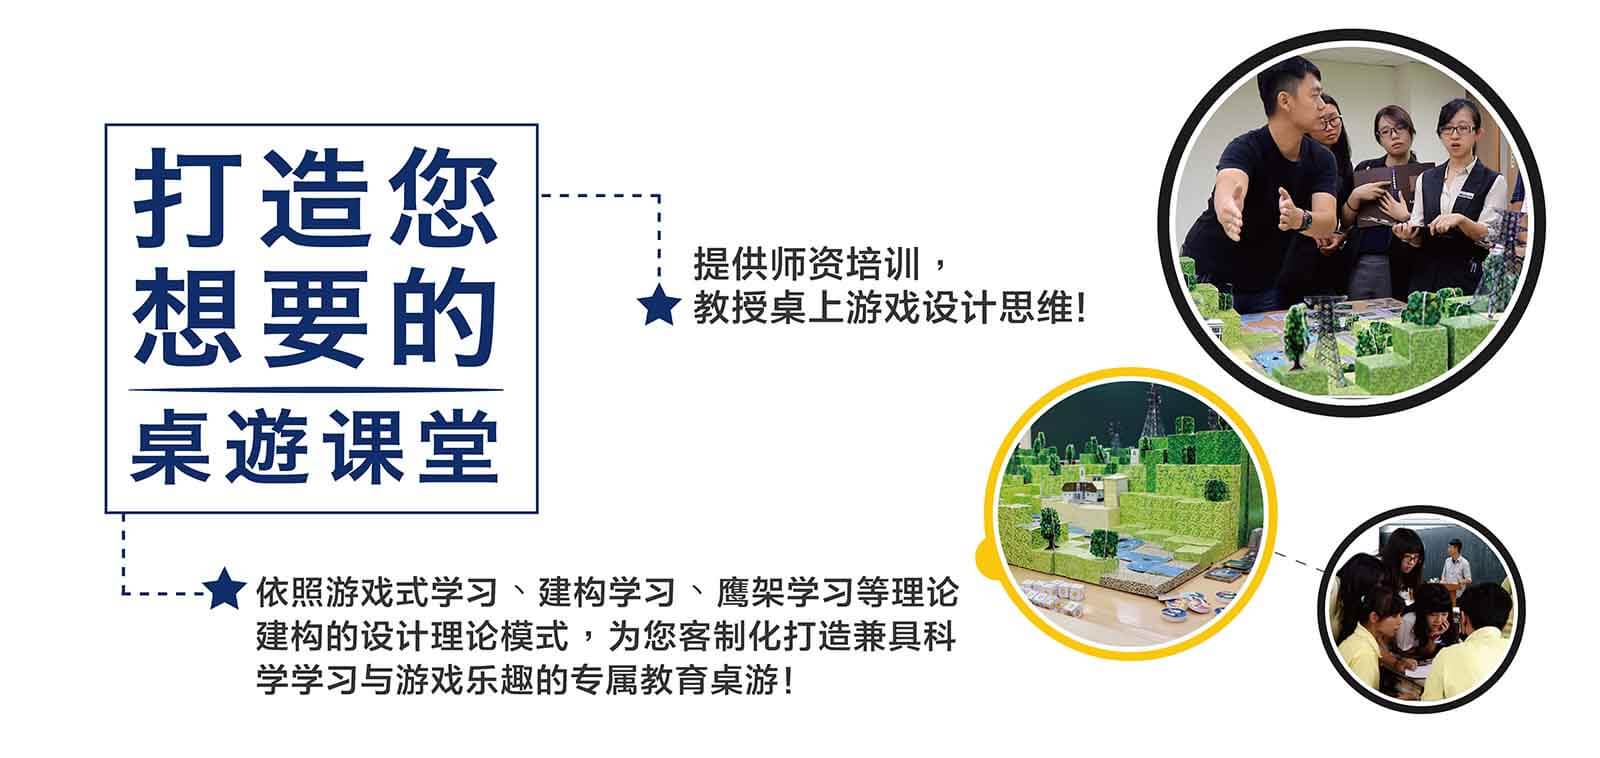 打造您
想要的
桌遊课堂
提供师资培训，
教授桌上游戏设计思维!
依照游戏式学习、建构学习、鹰架学习等理论
建构的设计理论模式，为您客制化打造兼具科
学学习与游戏乐趣的专属教育桌游!